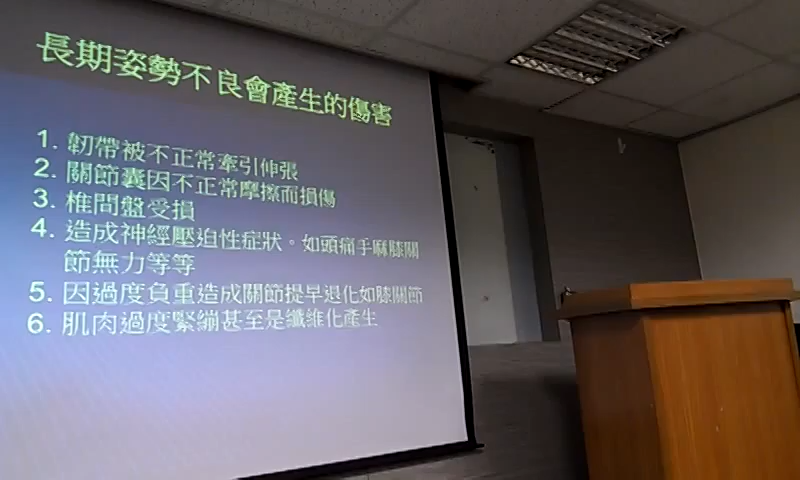 長期姿勢不良會產生的傷害
1. 韌帶被不正常牽引伸張
2. 關節囊因不正常摩擦而損傷
3. 椎間盤受損
4. 造成神經壓迫性症狀。如頭痛手麻膝關
節無力等等
5. 因過度負重造成關節提早退化如膝關節
6. 肌肉過度緊繃甚至是纖維化產生